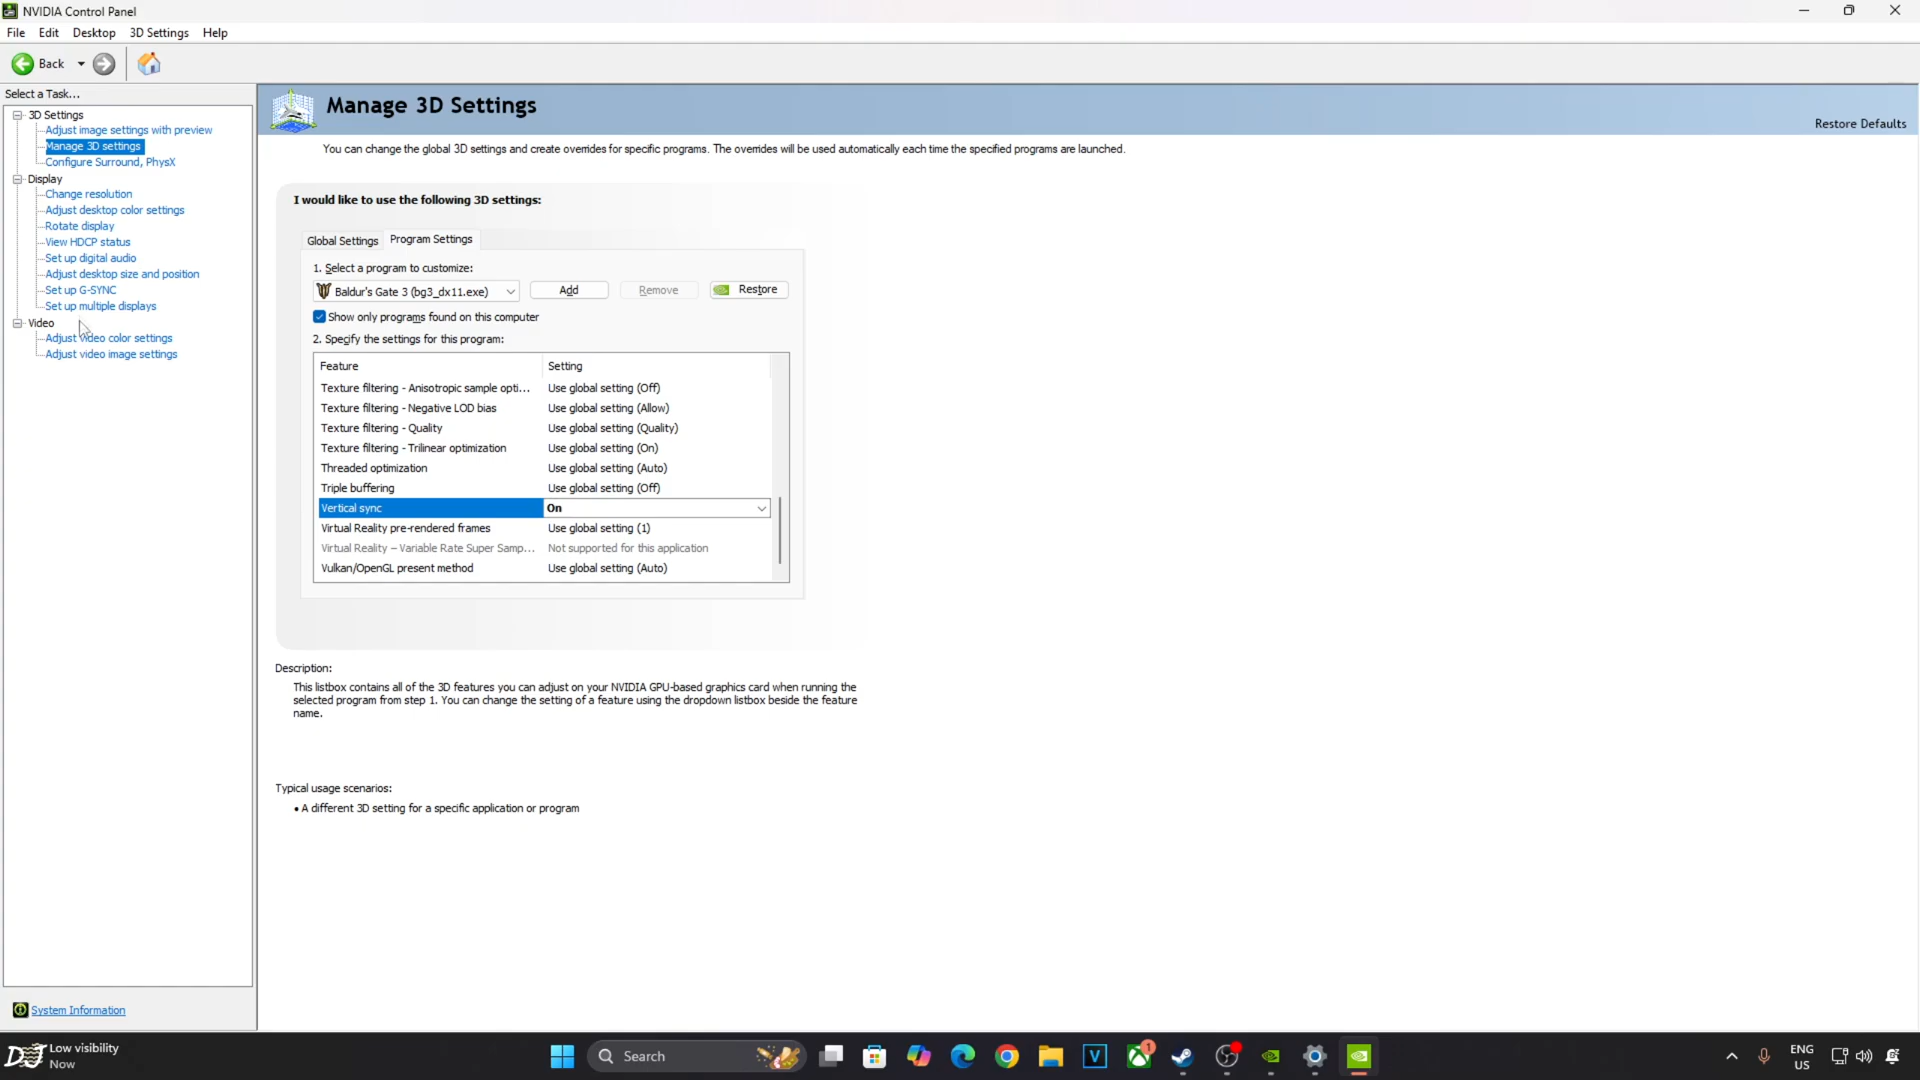 NVIDIA Control Panel
File Edit Desktop 3D Settings Help
Back
Select a Task...
3D Settings
Adjust image settings with preview
Manage 3D settings
Configure Surround, PhysX
Display
Change resolution
Adjust desktop color settings
Rotate display
View HDCP status
Set up digital audio
Adjust desktop size and position
Set up G-SYNC
Set up multiple displays
Video
Adjust video color settings
Adjust video image settings
System Information
Manage 3D Settings
Restore Defaults
You can change the global 3D settings and create overrides for specific programs. The overrides will be used automatically each time the specified programs are launched.
I would like to use the following 3D settings:
Global Settings Program Settings
1. Select a program to customize:
Baldur's Gate 3 (bg3_dx11.exe) Add Remove Restore
Show only programs found on this computer
2. Specify the settings for this program:
Feature Setting
Texture filtering - Anisotropic sample opti... Use global setting (Off)
Texture filtering - Negative LOD bias Use global setting (Allow)
Texture filtering - Quality Use global setting (Quality)
Texture filtering - Trilinear optimization Use global setting (On)
Threaded optimization Use global setting (Auto)
Triple buffering Use global setting (Off)
Vertical sync On
Virtual Reality pre-rendered frames Use global setting (1)
Virtual Reality – Variable Rate Super Samp... Not supported for this application
Vulkan/OpenGL present method Use global setting (Auto)
Description:
This listbox contains all of the 3D features you can adjust on your NVIDIA GPU-based graphics card when running the
selected program from step 1. You can change the setting of a feature using the dropdown listbox beside the feature
name.
Typical usage scenarios:
• A different 3D setting for a specific application or program
Low visibility
Now
Search
V
1
ENG
US